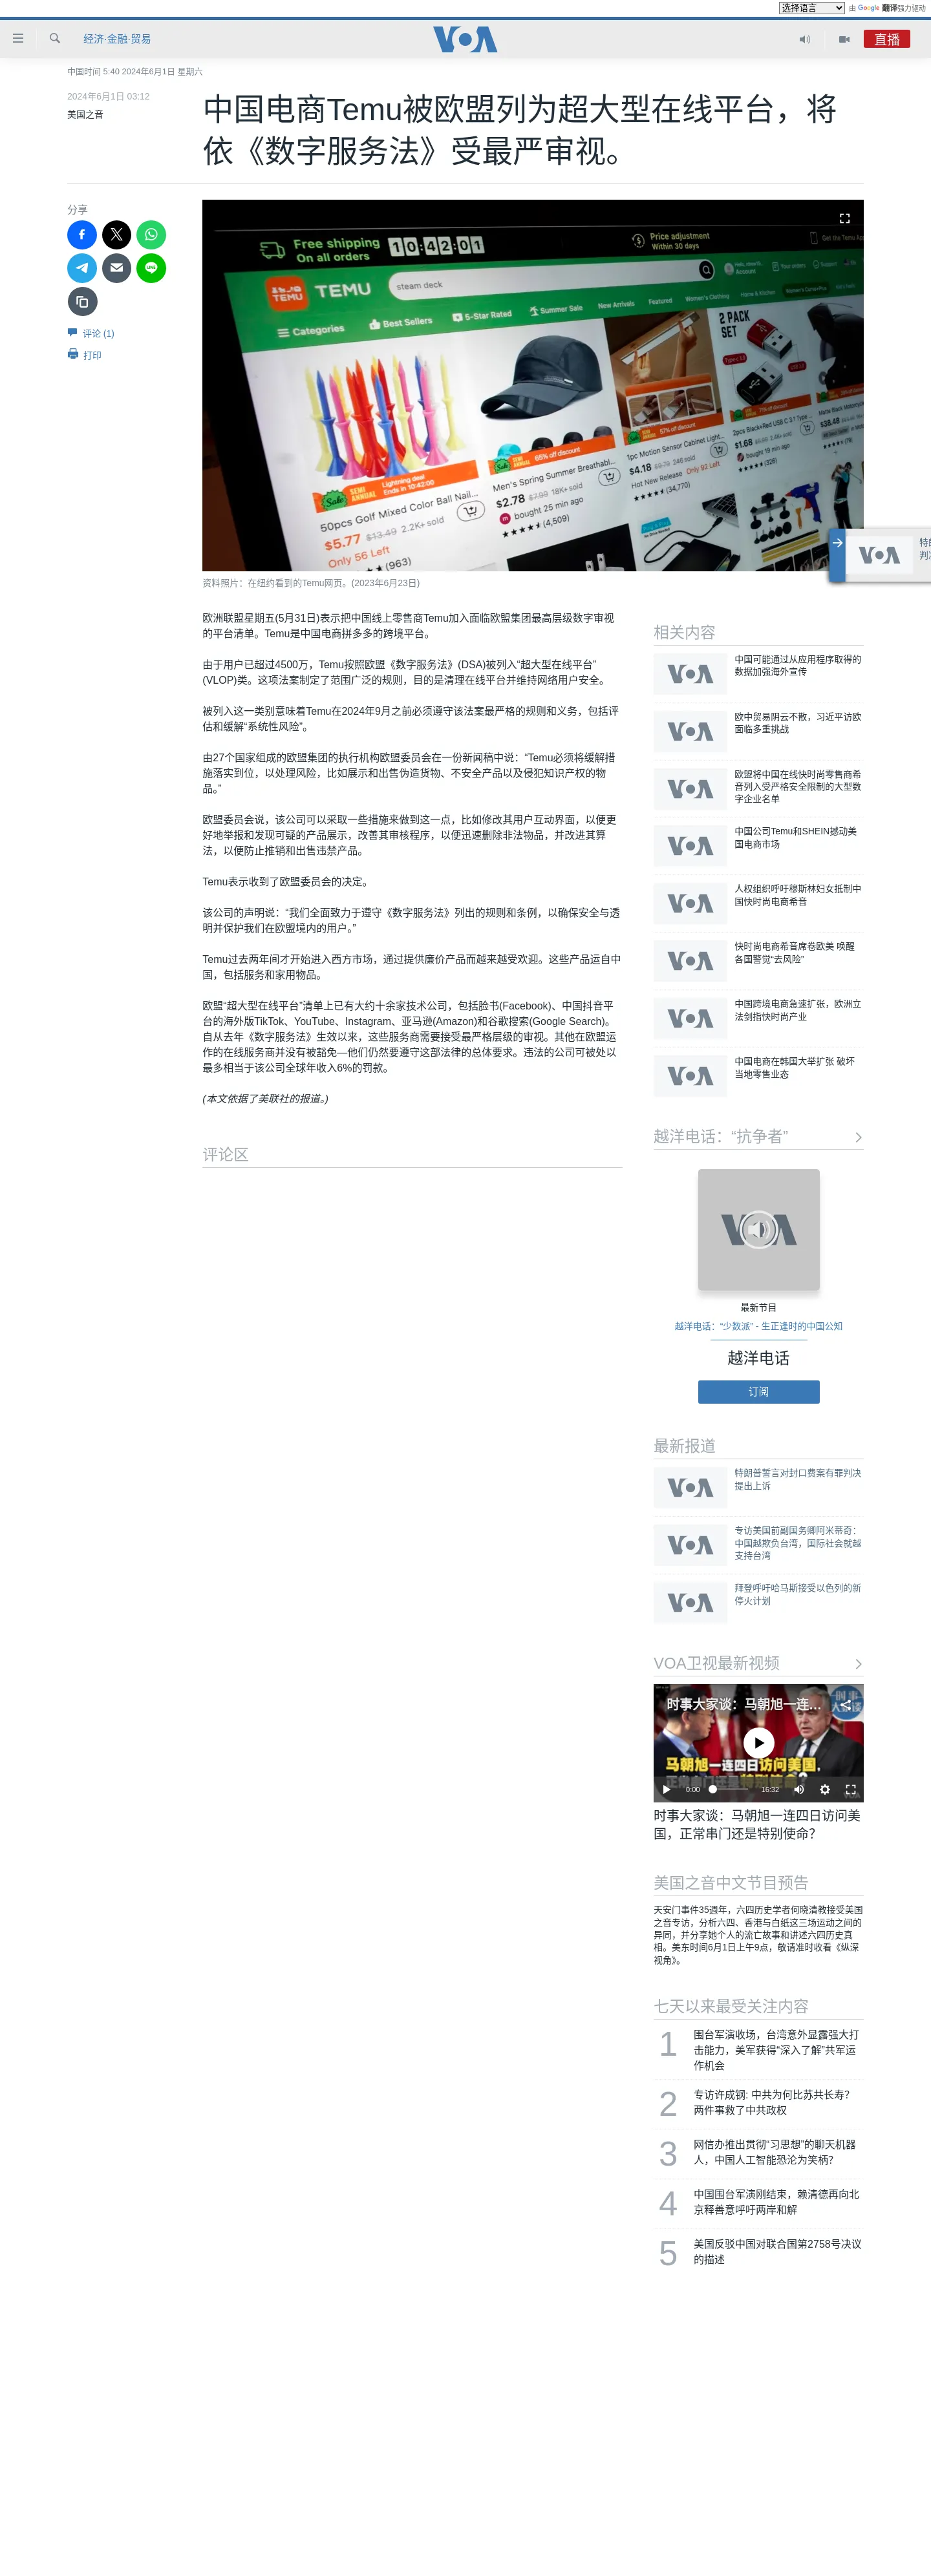 选择语言 由 Google 翻译强力驱动
经济·金融·贸易
VOA
直播
中国时间 5:40 2024年6月1日 星期六
2024年6月1日 03:12
美国之音
中国电商Temu被欧盟列为超大型在线平台，将
依《数字服务法》受最严审视。
分享
评论 (1)
打印
Free shipping
On all orders
10:42:01
Price adjustment
Within 30 days
Get the Temu
TEMU
TEMU
steam deck
Categories
Best Sellers
5-Star Rated
Summer Sale
New Arrivals
Featured
Women's Clothing
2 PACK
SET
Lightning deal
Ends in 10:42:00
50pcs Golf Mixed Color Ball Nail...
$5.77 $13.49
Only 56 Left
(963)
65% off discount
Men's Spring Summer Breathabl...
$2.78 $7.99 18K+ sold
bought 25 min ago
(4,509)
57% off discount
1pc Motion Sensor Cabinet Light...
$4.18
Only 92 Left
(34,770)
$1.68
bought 19 min ago
(326)
$38.48
资料照片：在纽约看到的Temu网页。(2023年6月23日)
VOA
欧洲联盟星期五(5月31日)表示把中国线上零售商Temu加入面临欧盟集团最高层级数字审视
的平台清单。Temu是中国电商拼多多的跨境平台。
由于用户已超过4500万，Temu按照欧盟《数字服务法》(DSA)被列入“超大型在线平台”
(VLOP)类。这项法案制定了范围广泛的规则，目的是清理在线平台并维持网络用户安全。
被列入这一类别意味着Temu在2024年9月之前必须遵守该法案最严格的规则和义务，包括评
估和缓解“系统性风险”。
由27个国家组成的欧盟集团的执行机构欧盟委员会在一份新闻稿中说：“Temu必须将缓解措
施落实到位，以处理风险，比如展示和出售伪造货物、不安全产品以及侵犯知识产权的物
品。”
欧盟委员会说，该公司可以采取一些措施来做到这一点，比如修改其用户互动界面，以便更
好地举报和发现可疑的产品展示，改善其审核程序，以便迅速删除非法物品，并改进其算
法，以便防止推销和出售违禁产品。
Temu表示收到了欧盟委员会的决定。
该公司的声明说：“我们全面致力于遵守《数字服务法》列出的规则和条例，以确保安全与透
明并保护我们在欧盟境内的用户。”
Temu过去两年间才开始进入西方市场，通过提供廉价产品而越来越受欢迎。这些产品运自中
国，包括服务和家用物品。
欧盟“超大型在线平台”清单上已有大约十余家技术公司，包括脸书(Facebook)、中国抖音平
台的海外版TikTok、YouTube、Instagram、亚马逊(Amazon)和谷歌搜索(Google Search)。
自从去年《数字服务法》生效以来，这些服务商需要接受最严格层级的审视。其他在欧盟运
作的在线服务商并没有被豁免—他们仍然要遵守这部法律的总体要求。违法的公司可被处以
最多相当于该公司全球年收入6%的罚款。
(本文依据了美联社的报道。)
评论区
相关内容
VOA
中国可能通过从应用程序取得的
数据加强海外宣传
VOA
欧中贸易阴云不散，习近平访欧
面临多重挑战
VOA
欧盟将中国在线快时尚零售商希
音列入受严格安全限制的大型数
字企业名单
VOA
中国公司Temu和SHEIN撼动美
国电商市场
VOA
人权组织呼吁穆斯林妇女抵制中
国快时尚电商希音
VOA
快时尚电商希音席卷欧美 唤醒
各国警觉“去风险”
VOA
中国跨境电商急速扩张，欧洲立
法剑指快时尚产业
VOA
中国电商在韩国大举扩张 破坏
当地零售业态
越洋电话：“抗争者”
VOA
最新节目
越洋电话：“少数派” - 生正逢时的中国公知
越洋电话
订阅
最新报道
VOA
特朗普誓言对封口费案有罪判决
提出上诉
VOA
专访美国前副国务卿阿米蒂奇：
中国越欺负台湾，国际社会就越
支持台湾
VOA
拜登呼吁哈马斯接受以色列的新
停火计划
VOA卫视最新视频
时事大家谈：马朝旭一连…
马朝旭一连四日访问美国，
正常串门还是特别使命？
0:00
16:32
时事大家谈：马朝旭一连四日访问美
国，正常串门还是特别使命？
美国之音中文节目预告
天安门事件35週年，六四历史学者何晓清教授受美国
之音专访，分析六四、香港与白纸这三场运动之间的
异同，并分享她个人的流亡故事和讲述六四历史真
相。美东时间6月1日上午9点，敬请准时收看《纵深
视角》。
七天以来最受关注内容
1
围台军演收场，台湾意外显露强大打
击能力，美军获得“深入了解”共军运
作机会
2
专访许成钢: 中共为何比苏共长寿？
两件事救了中共政权
3
网信办推出贯彻“习思想”的聊天机器
人，中国人工智能恐沦为笑柄？
4
中国围台军演刚结束，赖清德再向北
京释善意呼吁两岸和解
5
美国反驳中国对联合国第2758号决议
的描述